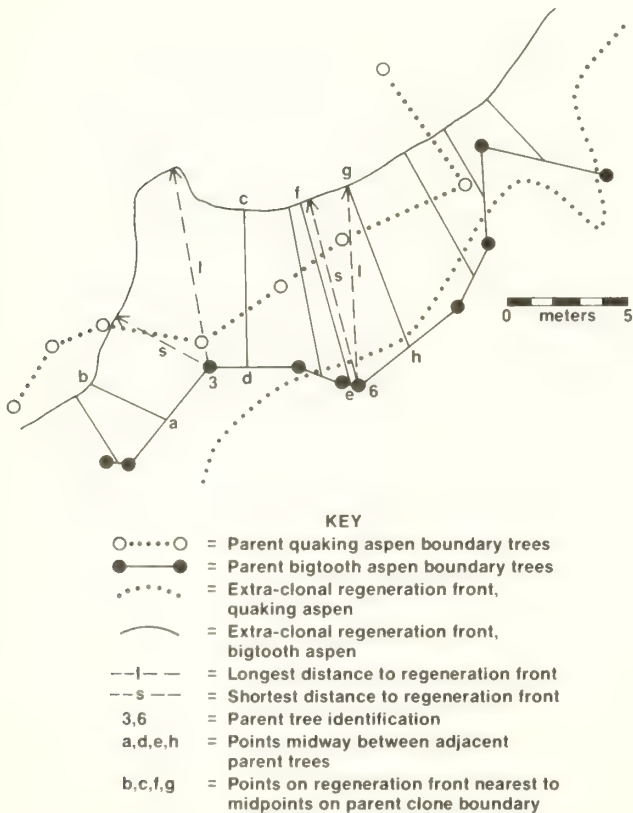 g
c
f
l
s
l
s
b
a
3
d
e
6
h
0 meters 5
KEY
= Parent quaking aspen boundary trees
= Parent bigtooth aspen boundary trees
= Extra-clonal regeneration front,
quaking aspen
= Extra-clonal regeneration front,
bigtooth aspen
--l-- = Longest distance to regeneration front
--s-- = Shortest distance to regeneration front
3,6 = Parent tree identification
a,d,e,h = Points midway between adjacent
parent trees
b,c,f,g = Points on regeneration front nearest to
midpoints on parent clone boundary